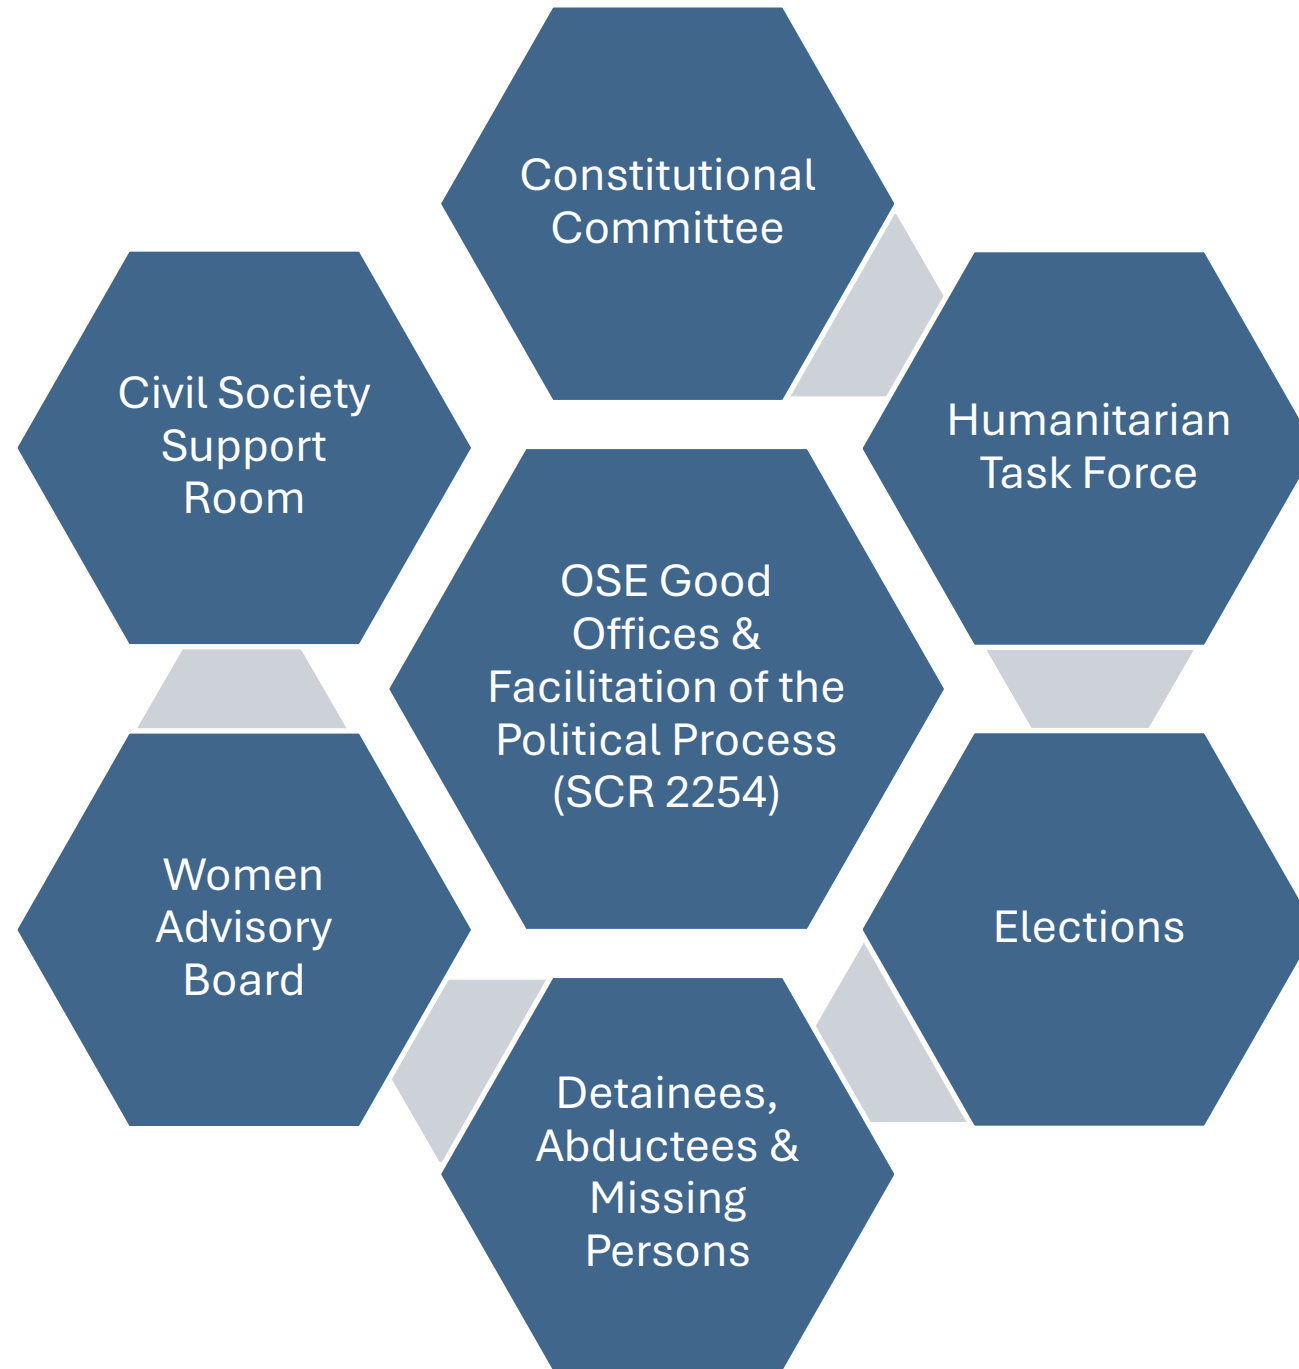 Constitutional
Committee
Humanitarian
Task Force
Civil Society
Support
Room
OSE Good
Offices &
Facilitation of the
Political Process
(SCR 2254)
Women
Advisory
Board
Elections
Detainees,
Abductees &
Missing
Persons